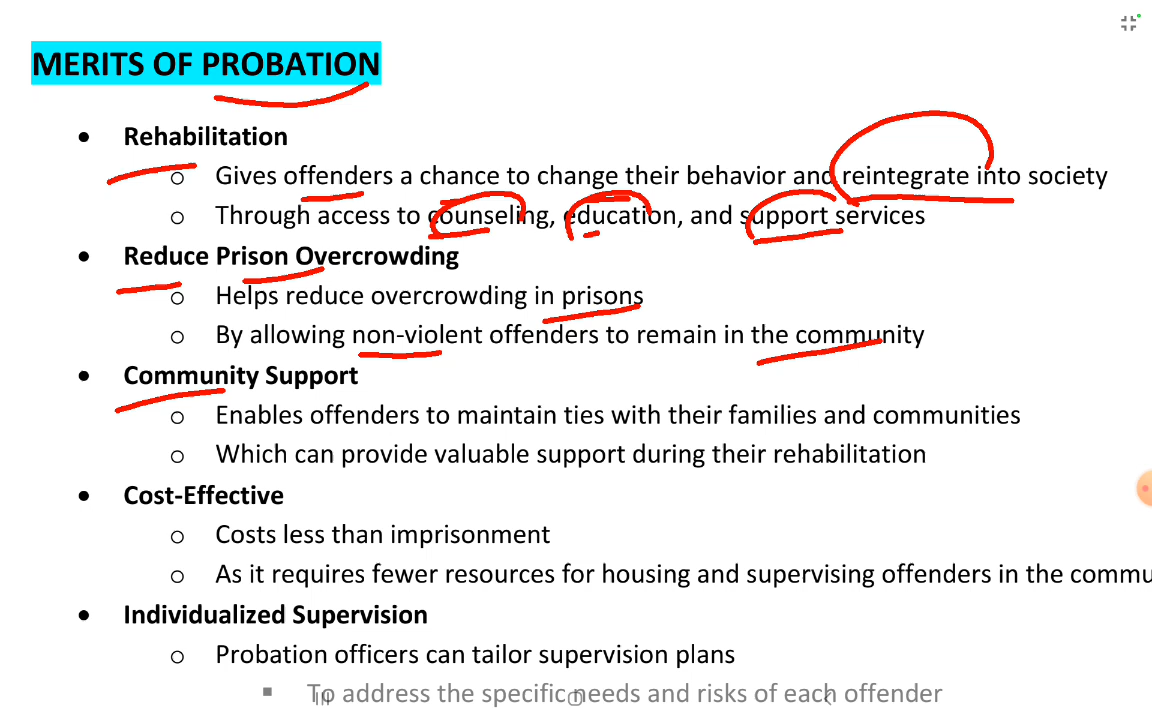 MERITS OF PROBATION
• Rehabilitation
o Gives offenders a chance to change their behavior and reintegrate into society
o Through access to counseling, education, and support services
• Reduce Prison Overcrowding
o Helps reduce overcrowding in prisons
o By allowing non-violent offenders to remain in the community
• Community Support
o Enables offenders to maintain ties with their families and communities
o Which can provide valuable support during their rehabilitation
• Cost-Effective
o Costs less than imprisonment
o As it requires fewer resources for housing and supervising offenders in the commu
• Individualized Supervision
o Probation officers can tailor supervision plans
▪ To address the specific needs and risks of each offender